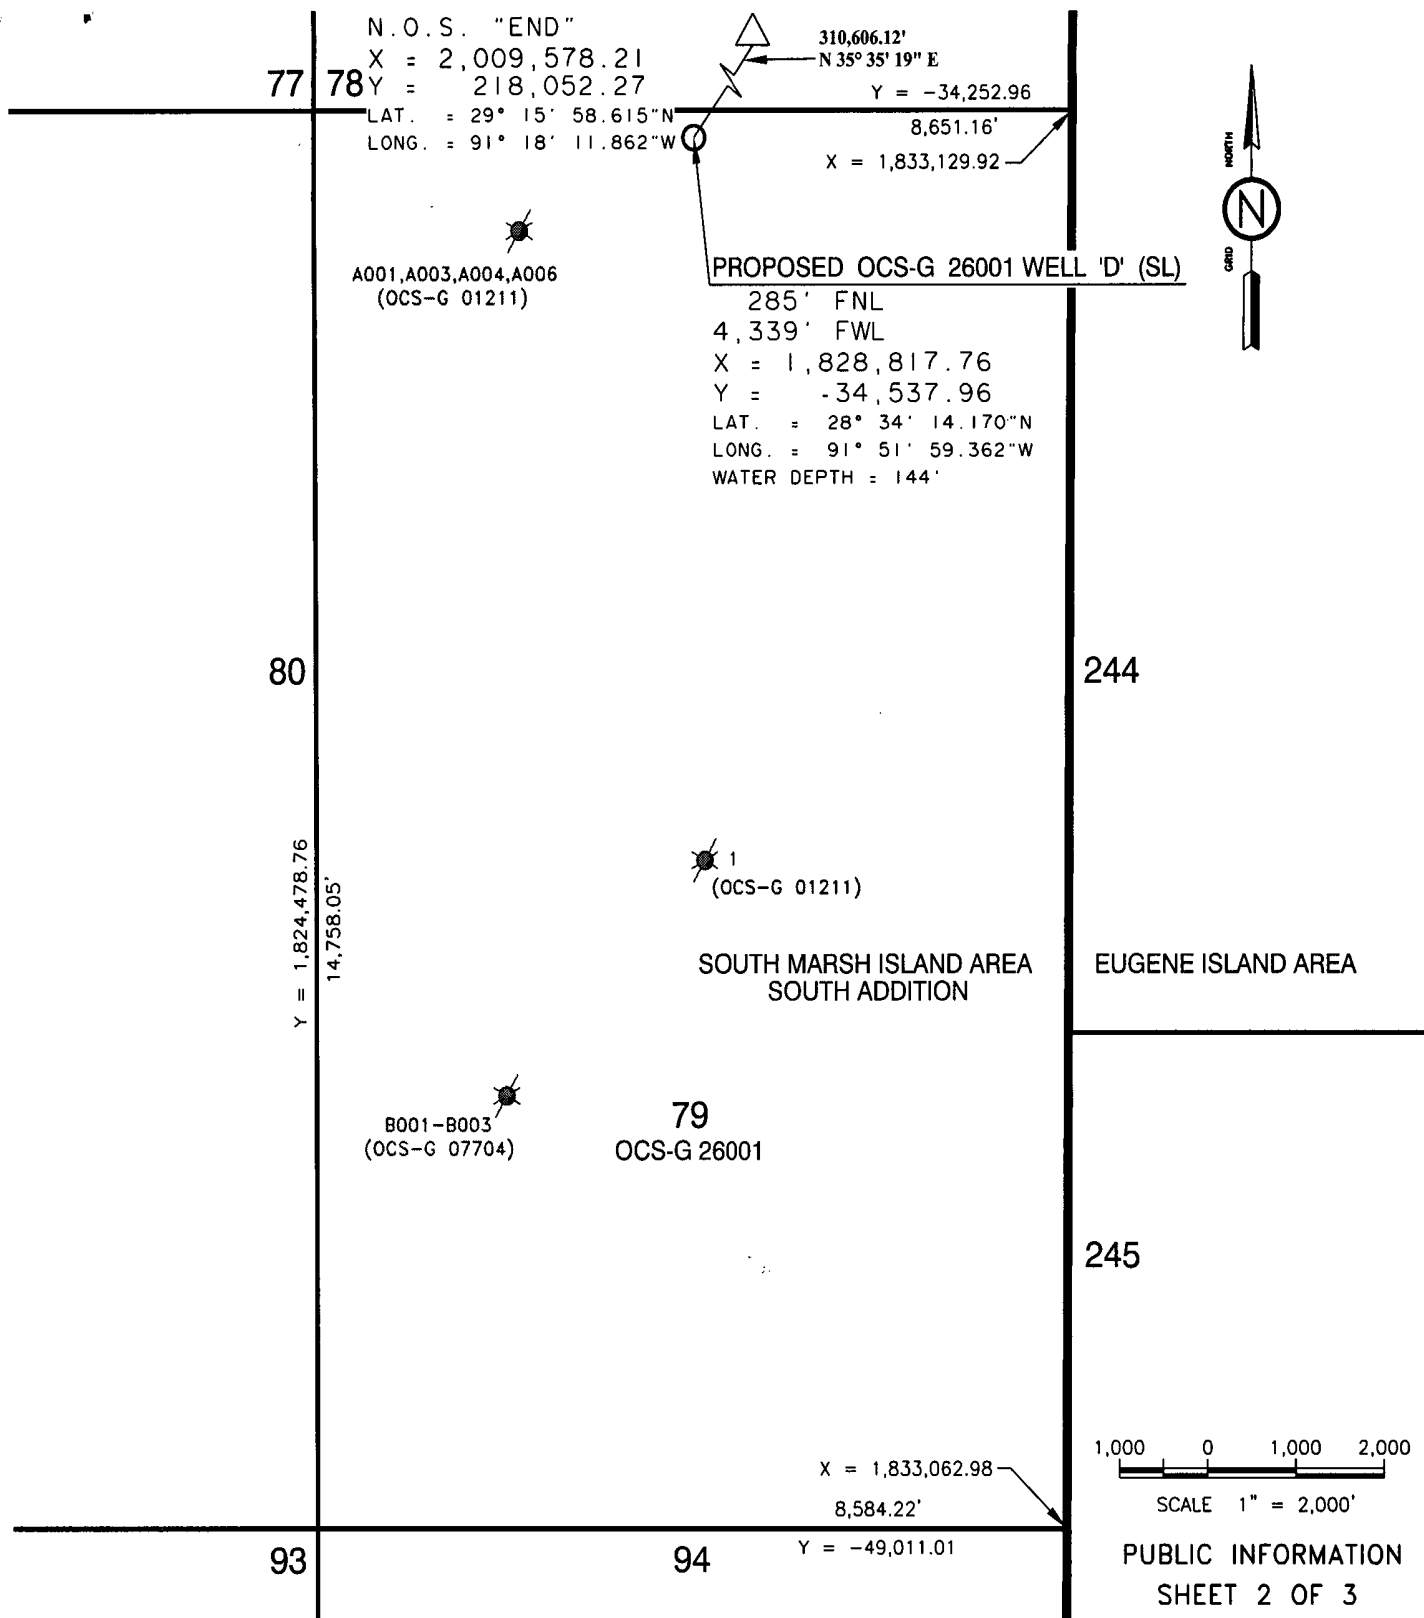 N.O.S. "END"
X = 2,009,578.21
Y = 218,052.27
LAT. = 29° 15' 58.615"N
LONG. = 91° 18' 11.862"W
77
78
310,606.12'
N 35° 35' 19" E
Y = -34,252.96
8,651.16'
X = 1,833,129.92
NORTH
N
GRID
A001,A003,A004,A006
(OCS-G 01211)
PROPOSED OCS-G 26001 WELL 'D' (SL)
285' FNL
4,339' FWL
X = 1,828,817.76
Y = -34,537.96
LAT. = 28° 34' 14.170"N
LONG. = 91° 51' 59.362"W
WATER DEPTH = 144'
80
244
Y = 1,824,478.76
14,758.05'
1
(OCS-G 01211)
SOUTH MARSH ISLAND AREA
SOUTH ADDITION
EUGENE ISLAND AREA
B001-B003
(OCS-G 07704)
79
OCS-G 26001
245
X = 1,833,062.98
8,584.22'
Y = -49,011.01
93
94
1,000 0 1,000 2,000
SCALE 1" = 2,000'
PUBLIC INFORMATION
SHEET 2 OF 3